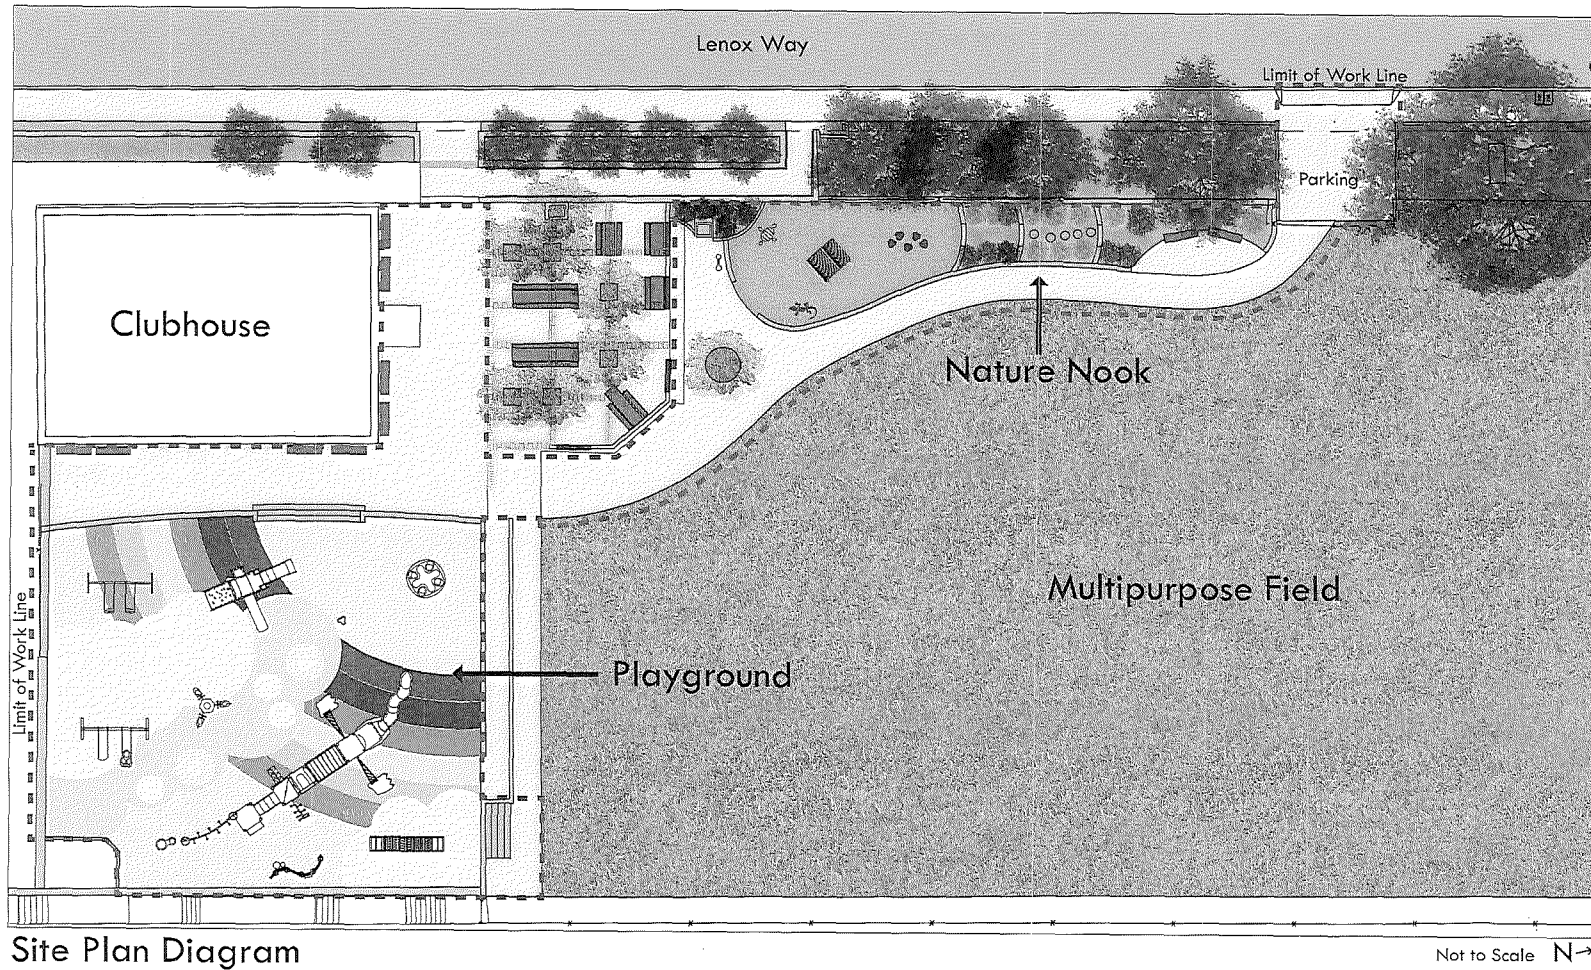 Lenox Way
Limit of Work Line
Parking
Clubhouse
Nature Nook
Multipurpose Field
Limit of Work Line
Playground
Site Plan Diagram
Not to Scale N→